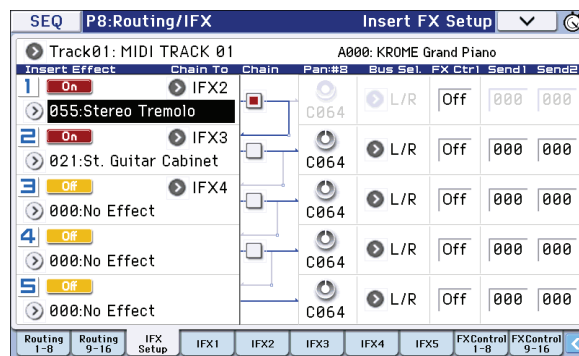 SEQ P8:Routing/IFX Insert FX Setup
Track01: MIDI TRACK 01 A000: KROME Grand Piano
Insert Effect Chain To Chain Pan:#8 Bus Sel. FX Ctrl Send1 Send2
1 On IFX2
055:Stereo Tremolo C064 L/R Off 000 000
2 On IFX3
021:St. Guitar Cabinet C064 L/R Off 000 000
3 Off IFX4
000:No Effect C064 L/R Off 000 000
4 Off
000:No Effect C064 L/R Off 000 000
5 Off
000:No Effect C064 L/R Off 000 000
Routing 1-8 Routing 9-16 IFX Setup IFX1 IFX2 IFX3 IFX4 IFX5 FXControl 1-8 FXControl 9-16